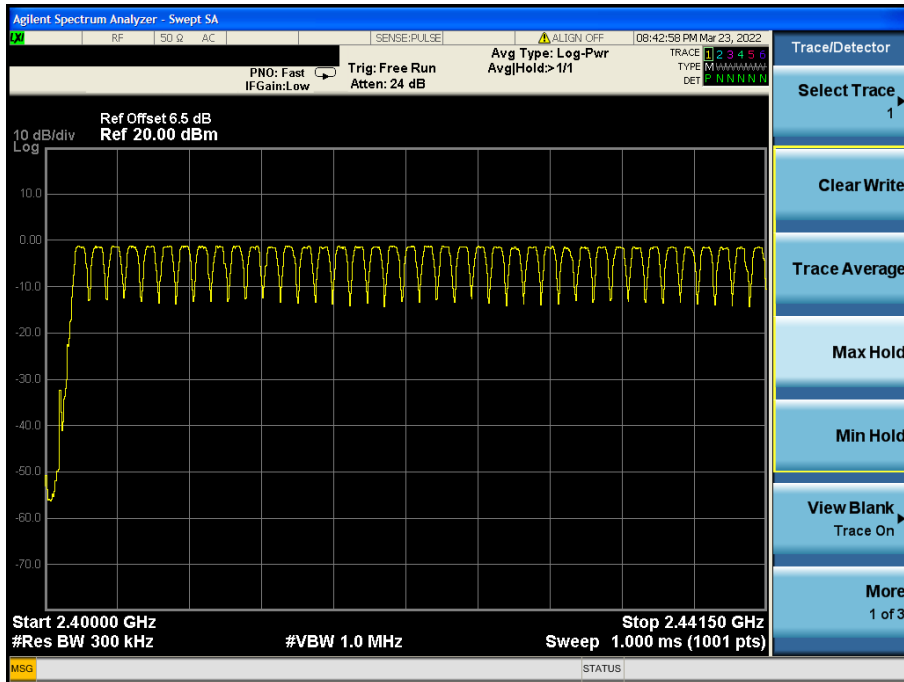 Agilent Spectrum Analyzer - Swept SA
LXI RF 50 Ω AC SENSE:PULSE ALIGN OFF 08:42:58 PM Mar 23, 2022
PNO: Fast
IFGain:Low
Trig: Free Run
Atten: 24 dB
Avg Type: Log-Pwr
Avg|Hold:>1/1
TRACE 1 2 3 4 5 6
TYPE M WWWWW
DET P N N N N N
Ref Offset 6.5 dB
10 dB/div Ref 20.00 dBm
Log
10.0
0.00
-10.0
-20.0
-30.0
-40.0
-50.0
-60.0
-70.0
Start 2.40000 GHz Stop 2.44150 GHz
#Res BW 300 kHz #VBW 1.0 MHz Sweep 1.000 ms (1001 pts)
MSG STATUS
Trace/Detector
Select Trace
1
Clear Write
Trace Average
Max Hold
Min Hold
View Blank
Trace On
More
1 of 3